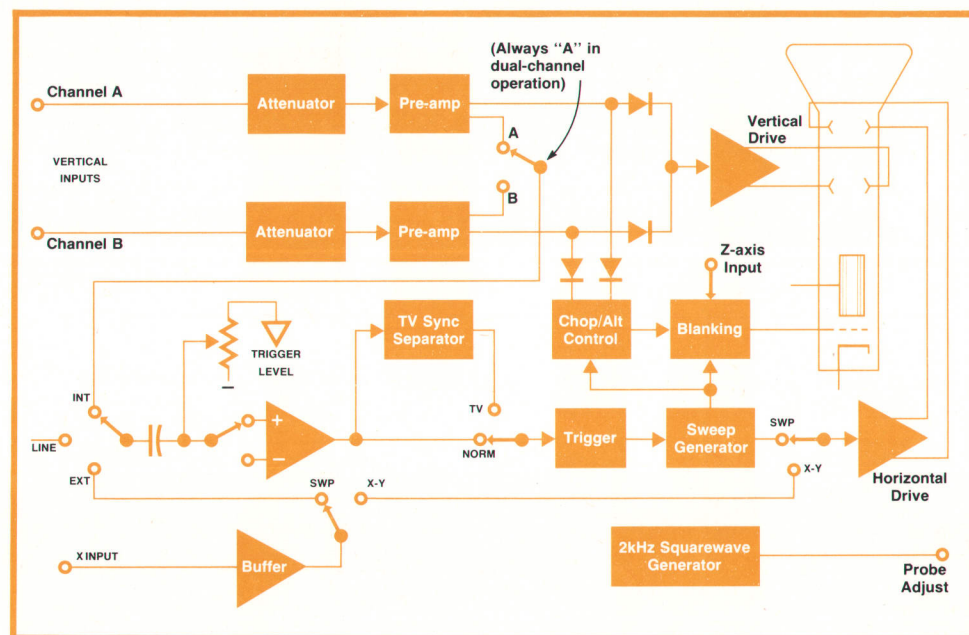 (Always “A” in
dual-channel
operation)
Channel A
Attenuator
Pre-amp
A
Vertical
Drive
VERTICAL
INPUTS
B
Attenuator
Pre-amp
Channel B
Z-axis
Input
TV Sync
Separator
Chop/Alt
Control
Blanking
TRIGGER
LEVEL
INT
TV
+
SWP
LINE
Trigger
Sweep
Generator
NORM
−
EXT
SWP
X-Y
X-Y
Horizontal
Drive
X INPUT
Buffer
2kHz Squarewave
Generator
Probe
Adjust